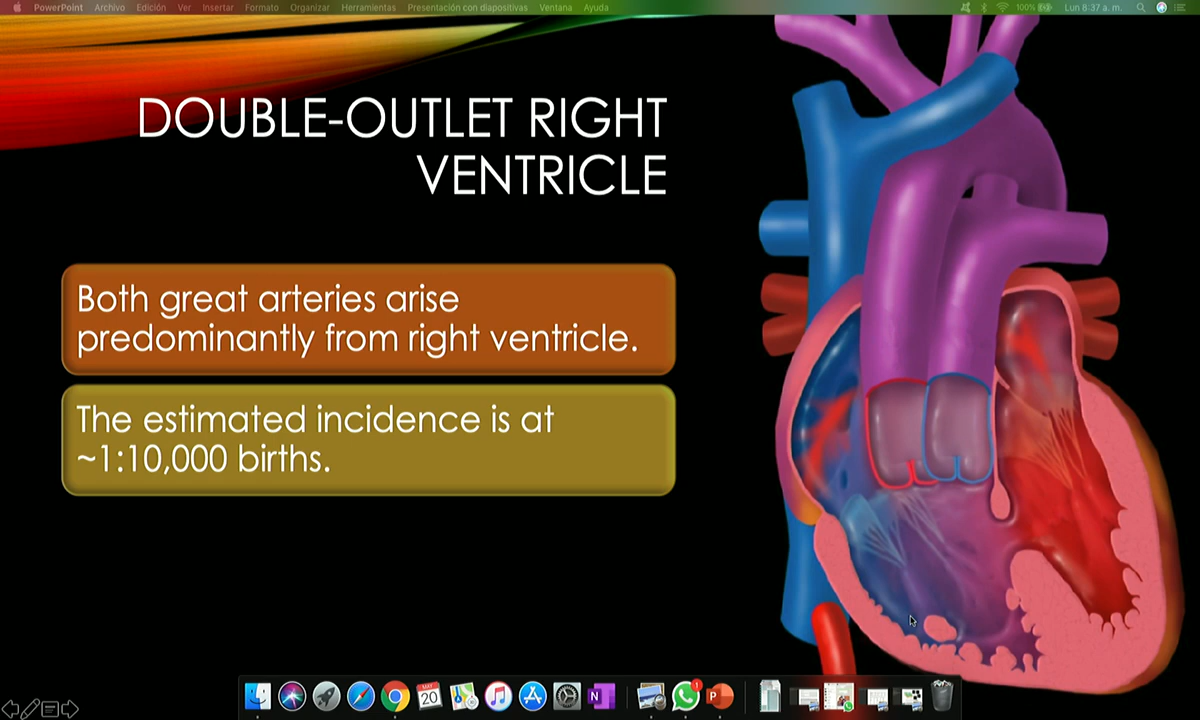 PowerPoint Archivo Edición Ver Insertar Formato Organizar Herramientas Presentación con diapositivas Ventana Ayuda 100% Lun 8:37 a. m.
DOUBLE-OUTLET RIGHT
VENTRICLE
Both great arteries arise
predominantly from right ventricle.
The estimated incidence is at
~1:10,000 births.
MAY
20
N
1
P